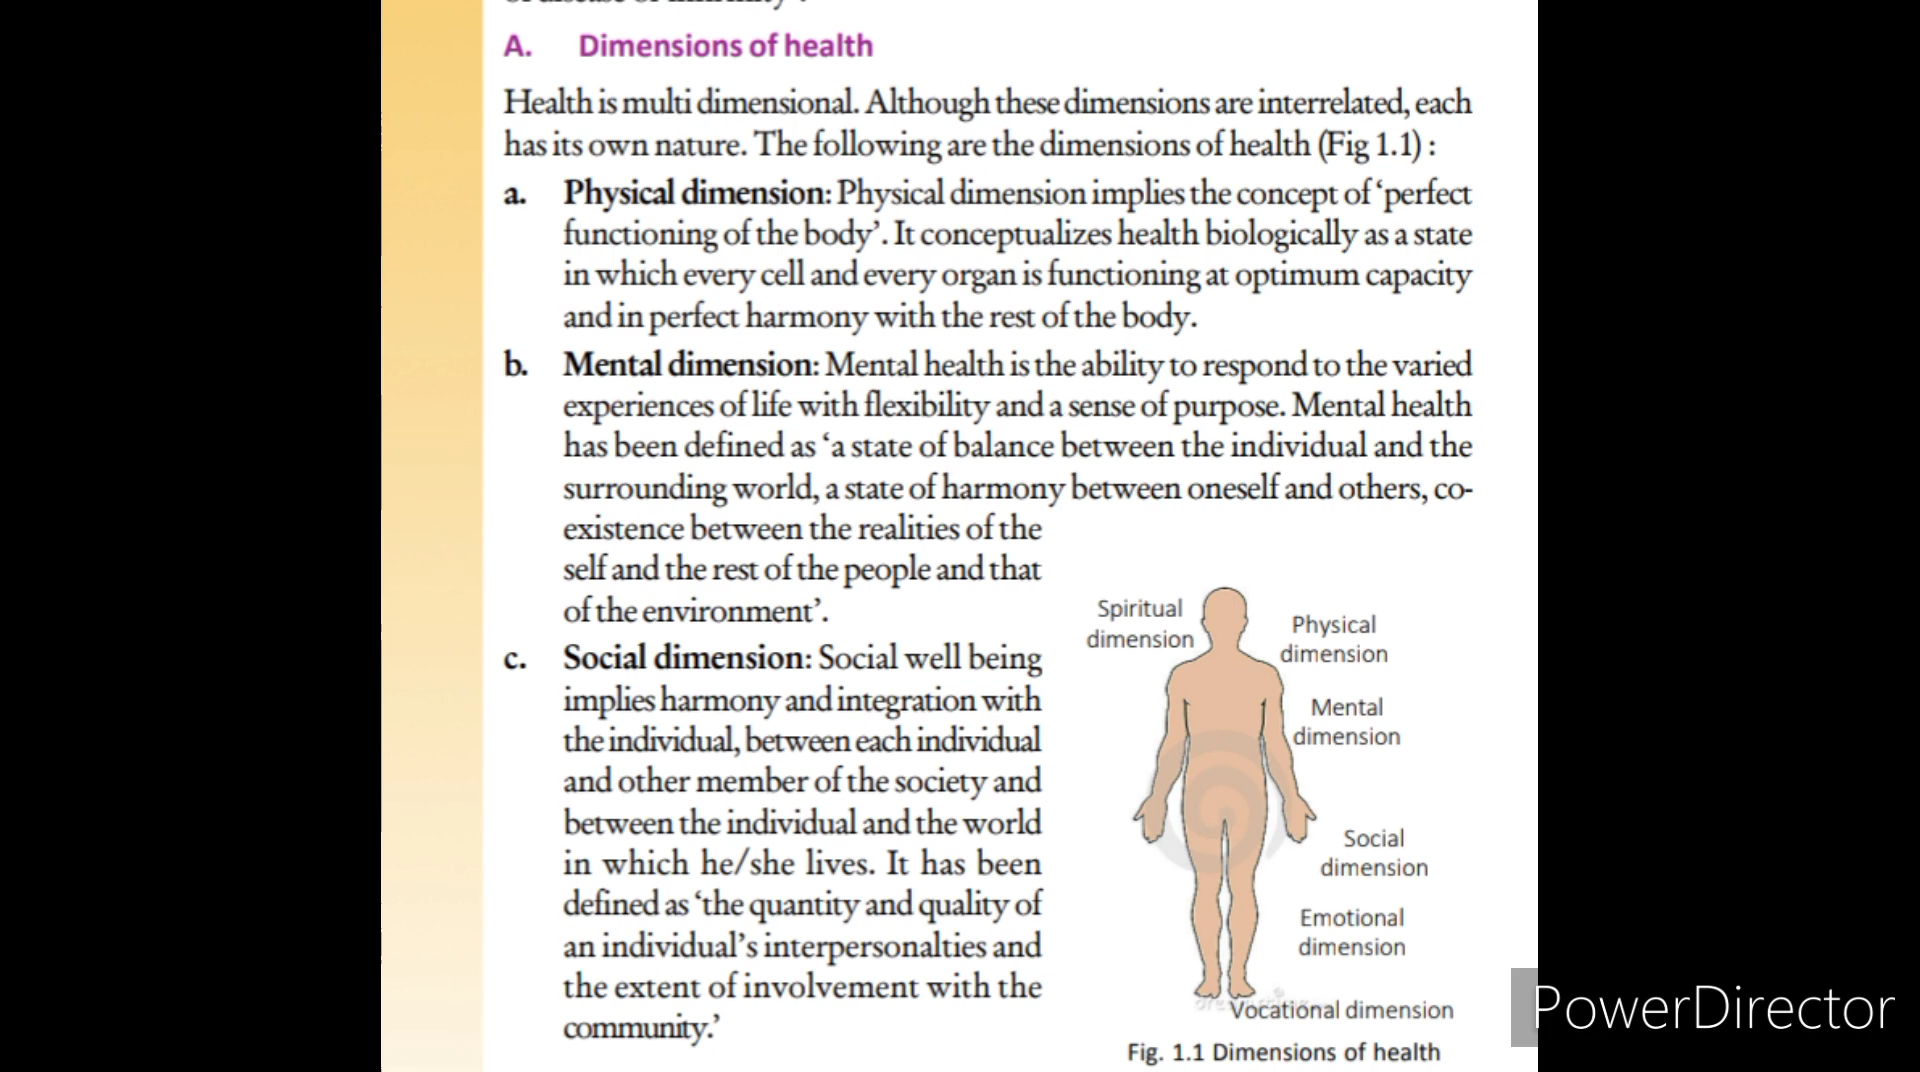 of disease or infirmity'.
A. Dimensions of health
Health is multi dimensional. Although these dimensions are interrelated, each
has its own nature. The following are the dimensions of health (Fig 1.1) :
a. Physical dimension: Physical dimension implies the concept of ‘perfect
functioning of the body’. It conceptualizes health biologically as a state
in which every cell and every organ is functioning at optimum capacity
and in perfect harmony with the rest of the body.
b. Mental dimension: Mental health is the ability to respond to the varied
experiences of life with flexibility and a sense of purpose. Mental health
has been defined as ‘a state of balance between the individual and the
surrounding world, a state of harmony between oneself and others, co-
existence between the realities of the
self and the rest of the people and that
of the environment’.
c. Social dimension: Social well being
implies harmony and integration with
the individual, between each individual
and other member of the society and
between the individual and the world
in which he/she lives. It has been
defined as ‘the quantity and quality of
an individual’s interpersonalties and
the extent of involvement with the
community.’
Spiritual
dimension
Physical
dimension
Mental
dimension
Social
dimension
Emotional
dimension
Vocational dimension
Fig. 1.1 Dimensions of health
PowerDirector